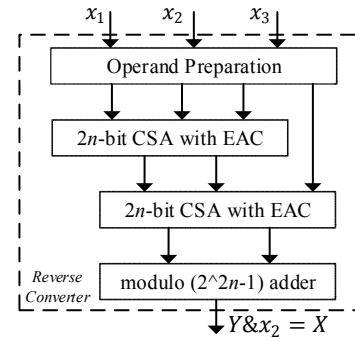 x₁ x₂ x₃
Operand Preparation
2n-bit CSA with EAC
2n-bit CSA with EAC
modulo (2^2n-1) adder
Reverse
Converter
Y&x₂ = X